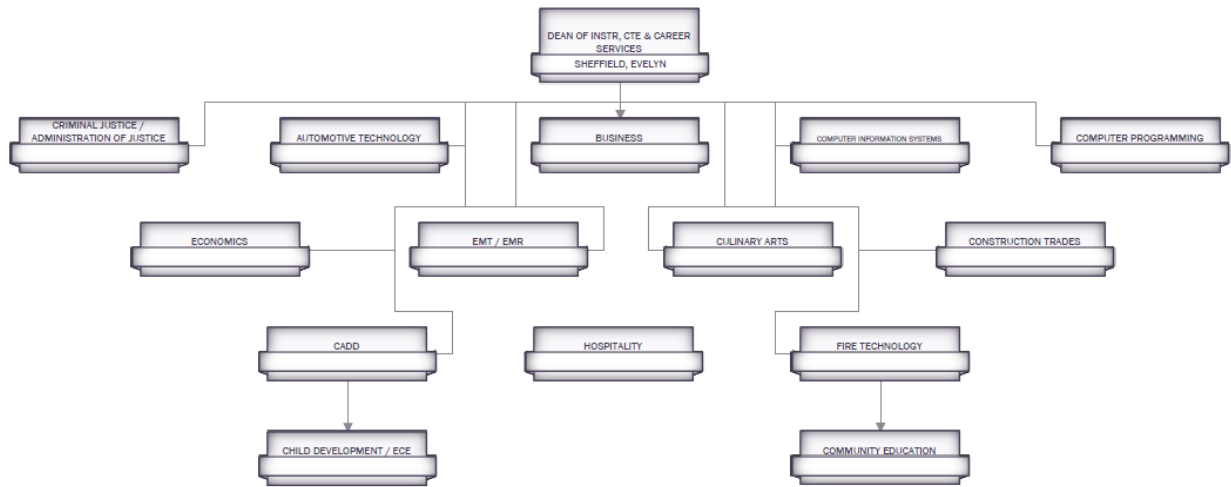 DEAN OF INSTR, CTE & CAREER
SERVICES
SHEFFIELD, EVELYN
CRIMINAL JUSTICE /
ADMINISTRATION OF JUSTICE
AUTOMOTIVE TECHNOLOGY
BUSINESS
COMPUTER INFORMATION SYSTEMS
COMPUTER PROGRAMMING
ECONOMICS
EMT / EMR
CULINARY ARTS
CONSTRUCTION TRADES
CADD
HOSPITALITY
FIRE TECHNOLOGY
CHILD DEVELOPMENT / ECE
COMMUNITY EDUCATION